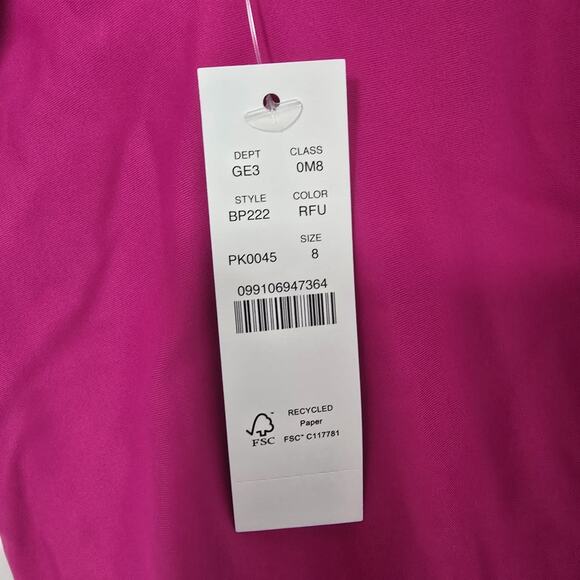 DEPT CLASS
GE3 0M8
STYLE COLOR
BP222 RFU
SIZE
PK0045 8
099106947364
RECYCLED
Paper
FSC™ C117781
FSC